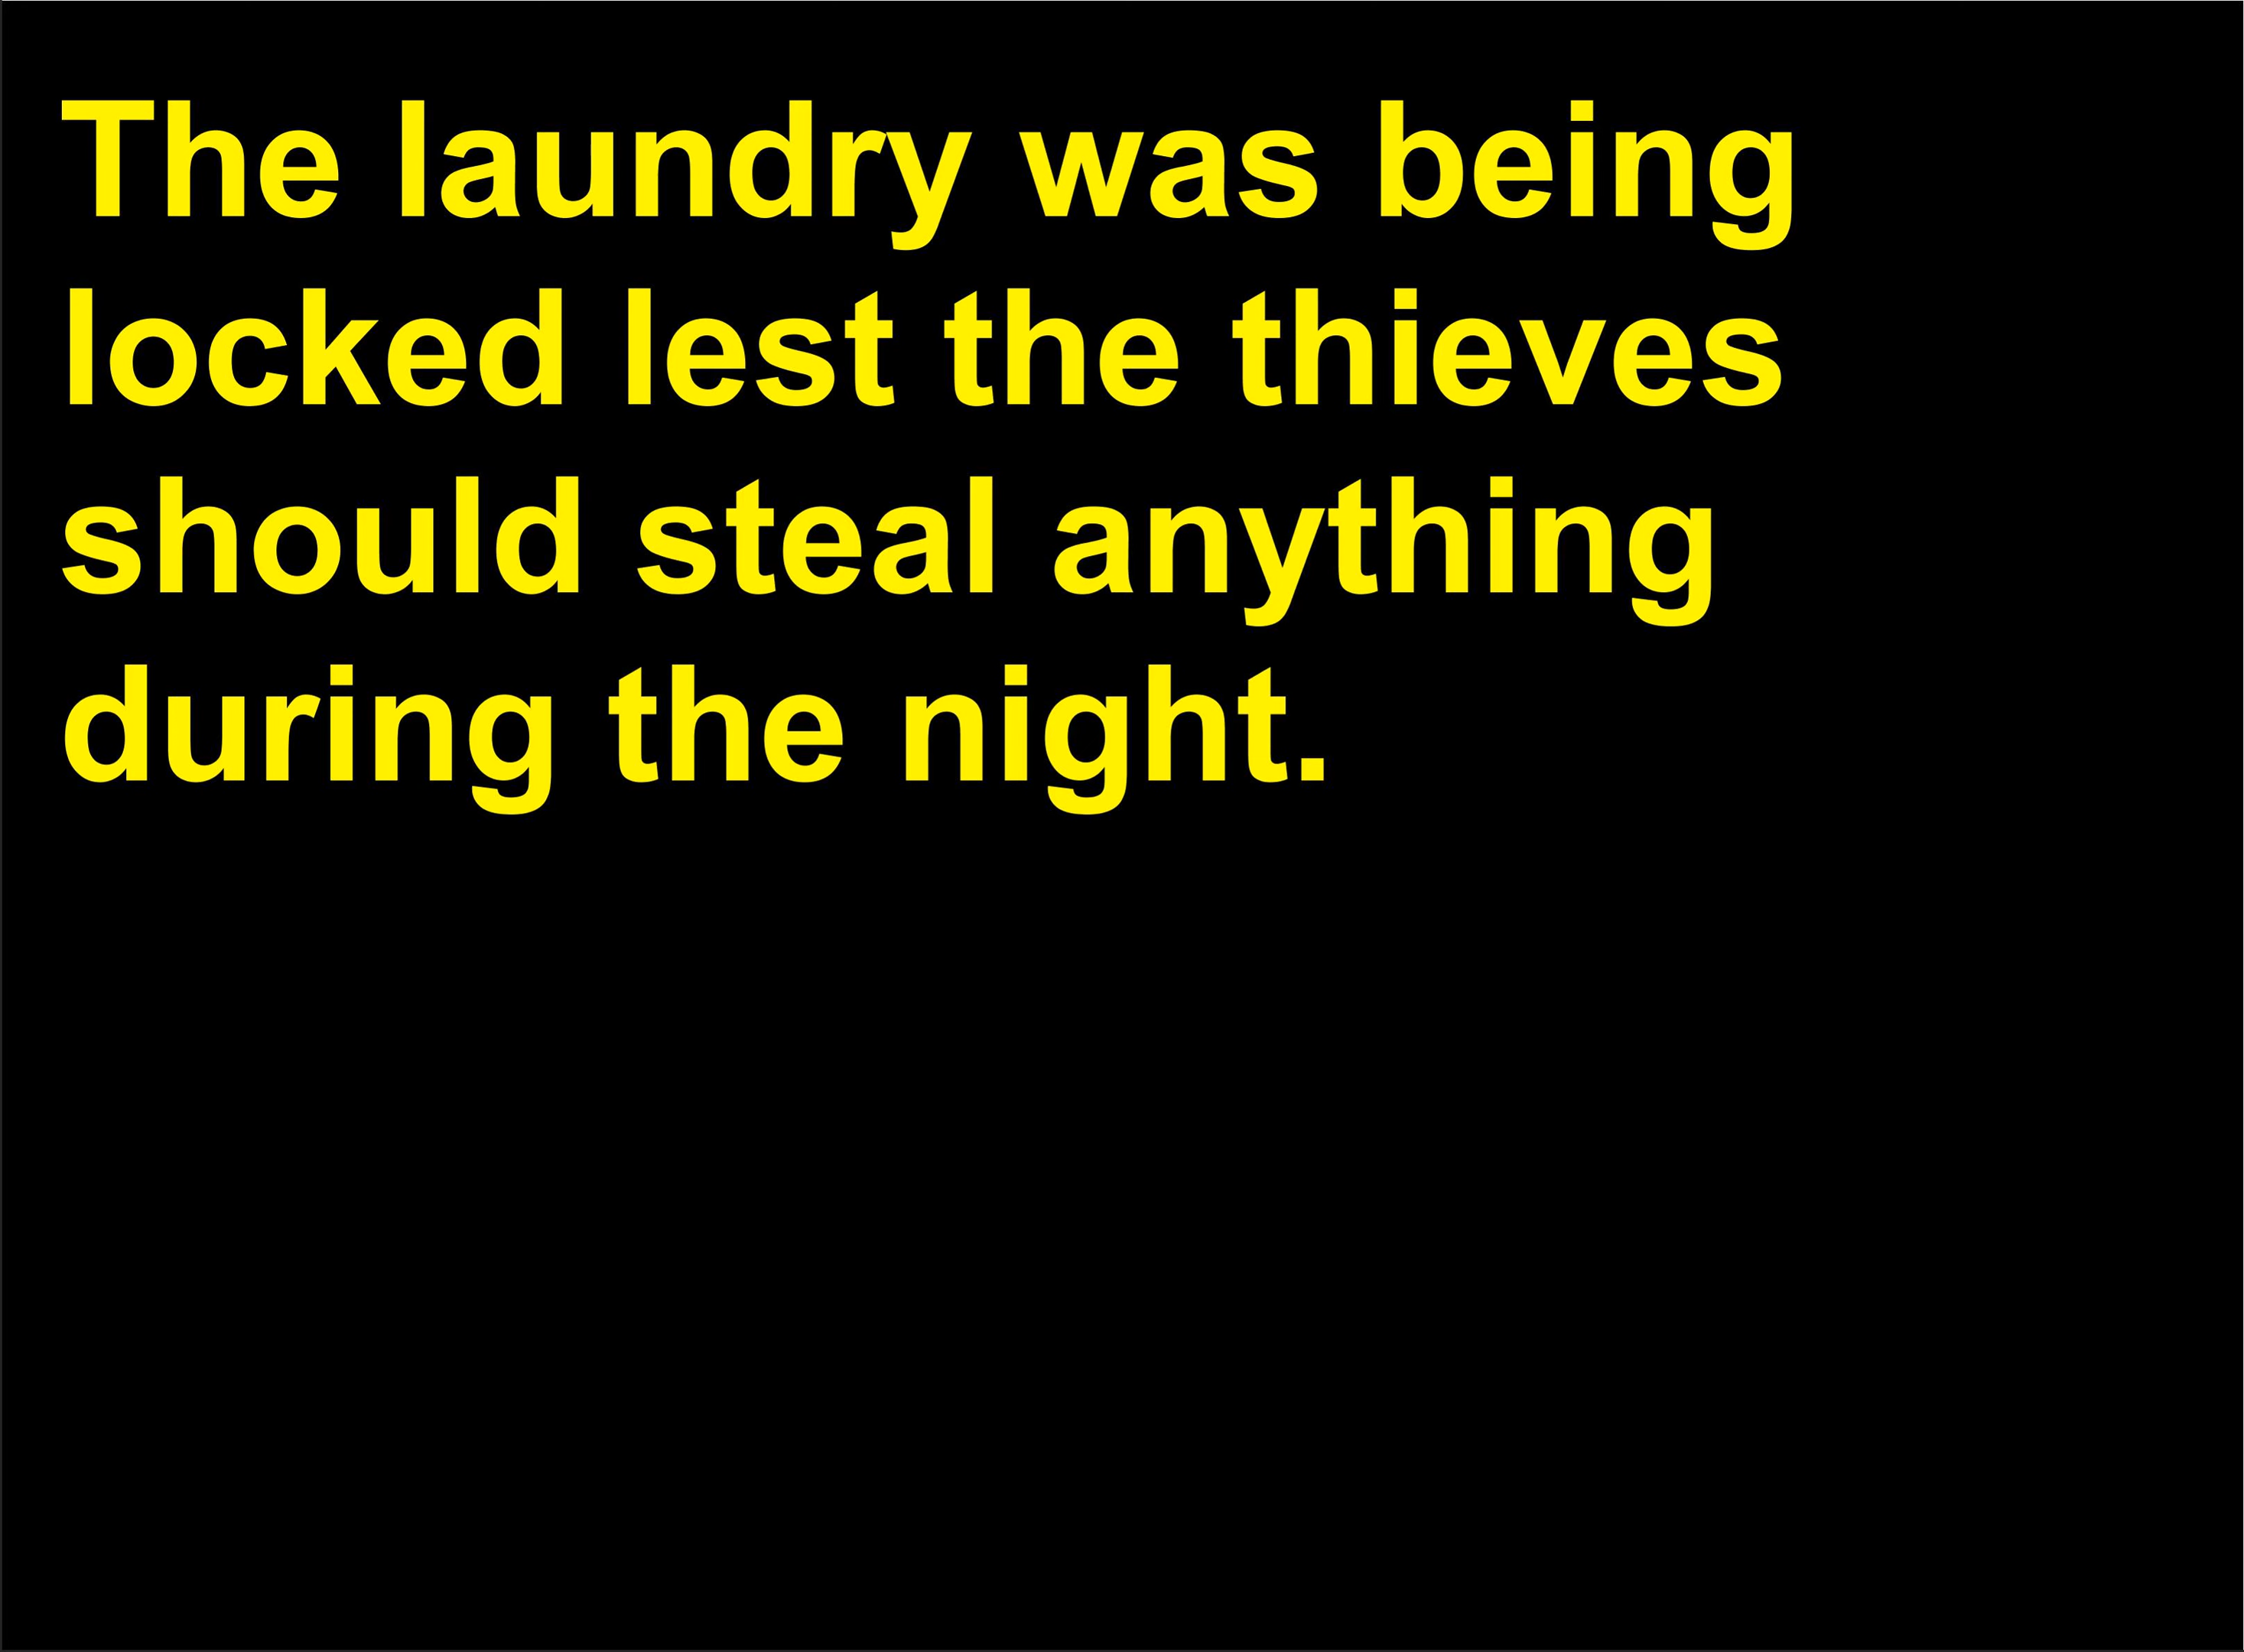 The laundry was being
locked lest the thieves
should steal anything
during the night.